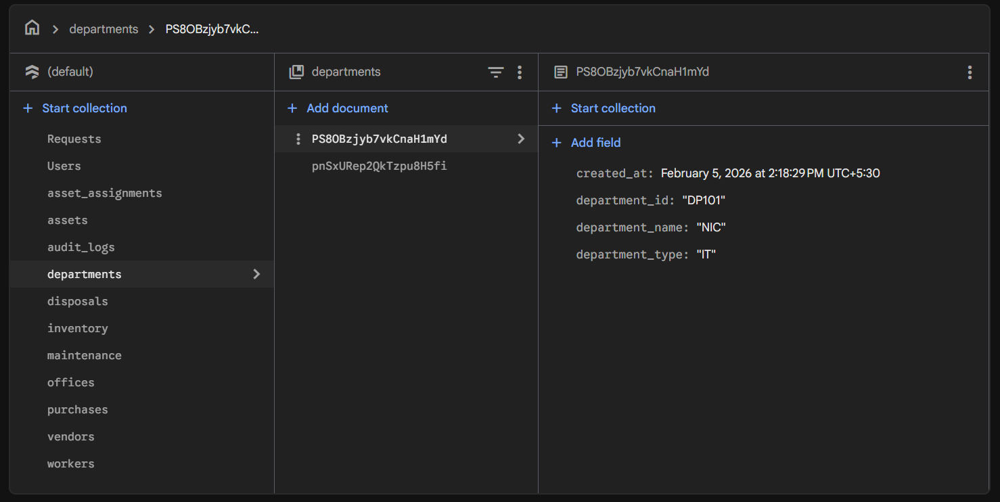 departments
PS8OBzjyb7vkC...
(default)
Start collection
Requests
Users
asset_assignments
assets
audit_logs
departments
disposals
inventory
maintenance
offices
purchases
vendors
workers
departments
Add document
PS8OBzjyb7vkCnaH1mYd
pnSxURep2QkTzpu8H5fi
PS8OBzjyb7vkCnaH1mYd
Start collection
Add field
created_at: February 5, 2026 at 2:18:29 PM UTC+5:30
department_id: "DP101"
department_name: "NIC"
department_type: "IT"